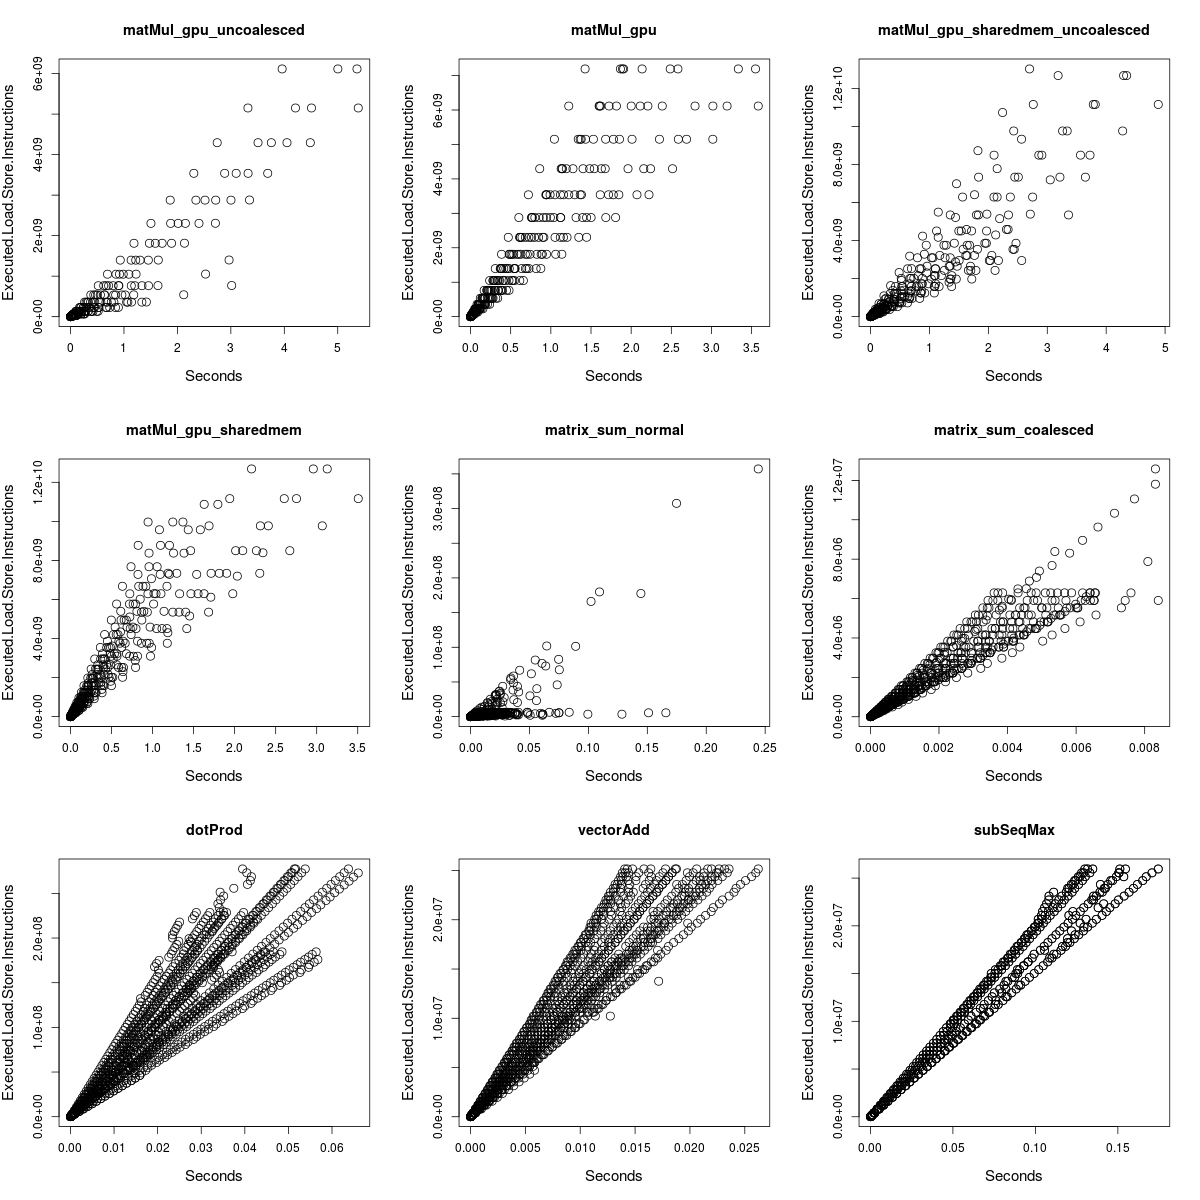 matMul_gpu_uncoalesced
Executed.Load.Store.Instructions
0e+00 2e+09 4e+09 6e+09
0 1 2 3 4 5
Seconds
matMul_gpu
Executed.Load.Store.Instructions
0e+00 2e+09 4e+09 6e+09
0.0 0.5 1.0 1.5 2.0 2.5 3.0 3.5
Seconds
matMul_gpu_sharedmem_uncoalesced
Executed.Load.Store.Instructions
0.0e+00 4.0e+09 8.0e+09 1.2e+10
0 1 2 3 4 5
Seconds
matMul_gpu_sharedmem
Executed.Load.Store.Instructions
0.0e+00 4.0e+09 8.0e+09 1.2e+10
0.0 0.5 1.0 1.5 2.0 2.5 3.0 3.5
Seconds
matrix_sum_normal
Executed.Load.Store.Instructions
0.0e+00 1.0e+08 2.0e+08 3.0e+08
0.00 0.05 0.10 0.15 0.20 0.25
Seconds
matrix_sum_coalesced
Executed.Load.Store.Instructions
0.0e+00 4.0e+06 8.0e+06 1.2e+07
0.000 0.002 0.004 0.006 0.008
Seconds
dotProd
Executed.Load.Store.Instructions
0.0e+00 1.0e+08 2.0e+08
0.00 0.01 0.02 0.03 0.04 0.05 0.06
Seconds
vectorAdd
Executed.Load.Store.Instructions
0.0e+00 1.0e+07 2.0e+07
0.000 0.005 0.010 0.015 0.020 0.025
Seconds
subSeqMax
Executed.Load.Store.Instructions
0.0e+00 1.0e+07 2.0e+07
0.00 0.05 0.10 0.15
Seconds